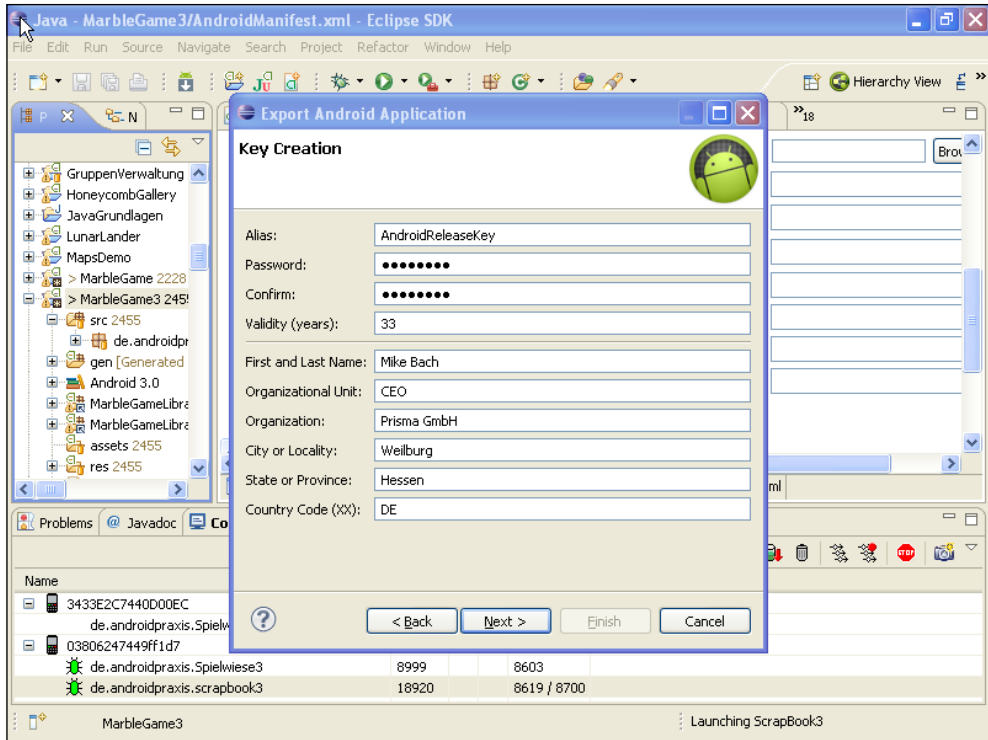 Java - MarbleGame3/AndroidManifest.xml - Eclipse SDK
File Edit Run Source Navigate Search Project Refactor Window Help
Hierarchy View
P
N
18
GruppenVerwaltung
HoneycombGallery
JavaGrundlagen
LunarLander
MapsDemo
> MarbleGame 2228
> MarbleGame3 245
src 2455
de.androidpr
gen [Generated
Android 3.0
MarbleGameLibra
MarbleGameLibra
assets 2455
res 2455
Export Android Application
Key Creation
Alias: AndroidReleaseKey
Password: ●●●●●●●●
Confirm: ●●●●●●●●
Validity (years): 33
First and Last Name: Mike Bach
Organizational Unit: CEO
Organization: Prisma GmbH
City or Locality: Weilburg
State or Province: Hessen
Country Code (XX): DE
< Back Next > Finish Cancel
ml
Problems @ Javadoc Co
STOP
Name
3433E2C7440D00EC
de.androidpraxis.Spielw
03806247449ff1d7
de.androidpraxis.Spielwiese3 8999 8603
de.androidpraxis.scrapbook3 18920 8619 / 8700
MarbleGame3
Launching ScrapBook3